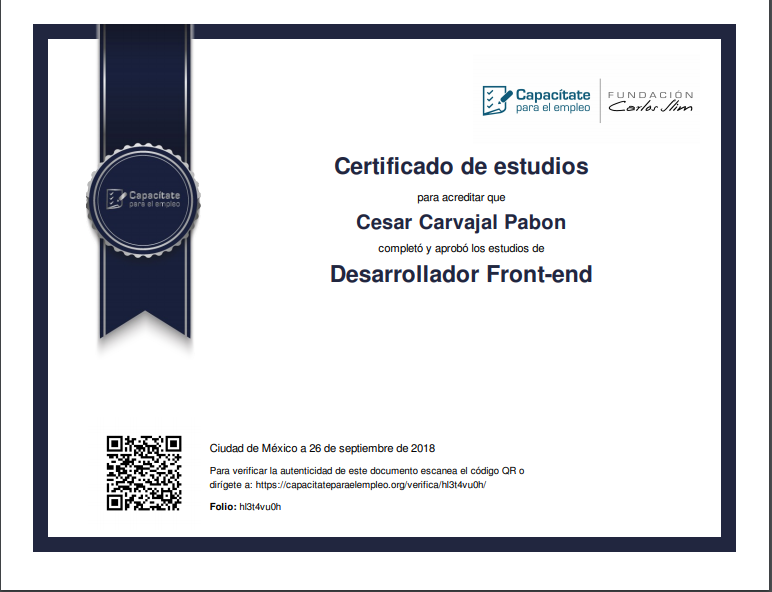 Capacítate
para el empleo
FUNDACIÓN
Carlos Slim
Capacítate
para el empleo
Certificado de estudios
para acreditar que
Cesar Carvajal Pabon
completó y aprobó los estudios de
Desarrollador Front-end
Ciudad de México a 26 de septiembre de 2018
Para verificar la autenticidad de este documento escanea el código QR o
dirígete a: https://capacitateparaelempleo.org/verifica/hl3t4vu0h/
Folio: hl3t4vu0h